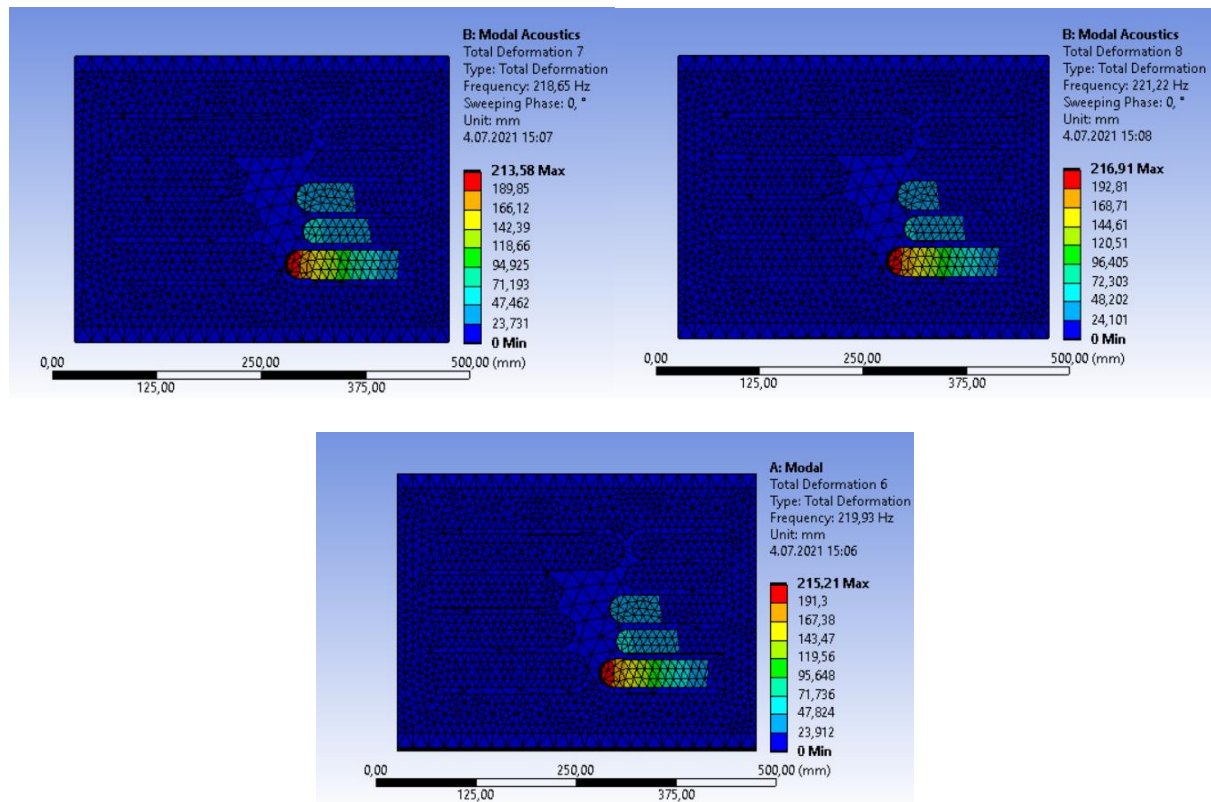 B: Modal Acoustics
Total Deformation 7
Type: Total Deformation
Frequency: 218,65 Hz
Sweeping Phase: 0, °
Unit: mm
4.07.2021 15:07
213,58 Max
189,85
166,12
142,39
118,66
94,925
71,193
47,462
23,731
0 Min
0,00 250,00 500,00 (mm)
125,00 375,00
B: Modal Acoustics
Total Deformation 8
Type: Total Deformation
Frequency: 221,22 Hz
Sweeping Phase: 0, °
Unit: mm
4.07.2021 15:08
216,91 Max
192,81
168,71
144,61
120,51
96,405
72,303
48,202
24,101
0 Min
0,00 250,00 500,00 (mm)
125,00 375,00
A: Modal
Total Deformation 6
Type: Total Deformation
Frequency: 219,93 Hz
Unit: mm
4.07.2021 15:06
215,21 Max
191,3
167,38
143,47
119,56
95,648
71,736
47,824
23,912
0 Min
0,00 250,00 500,00 (mm)
125,00 375,00